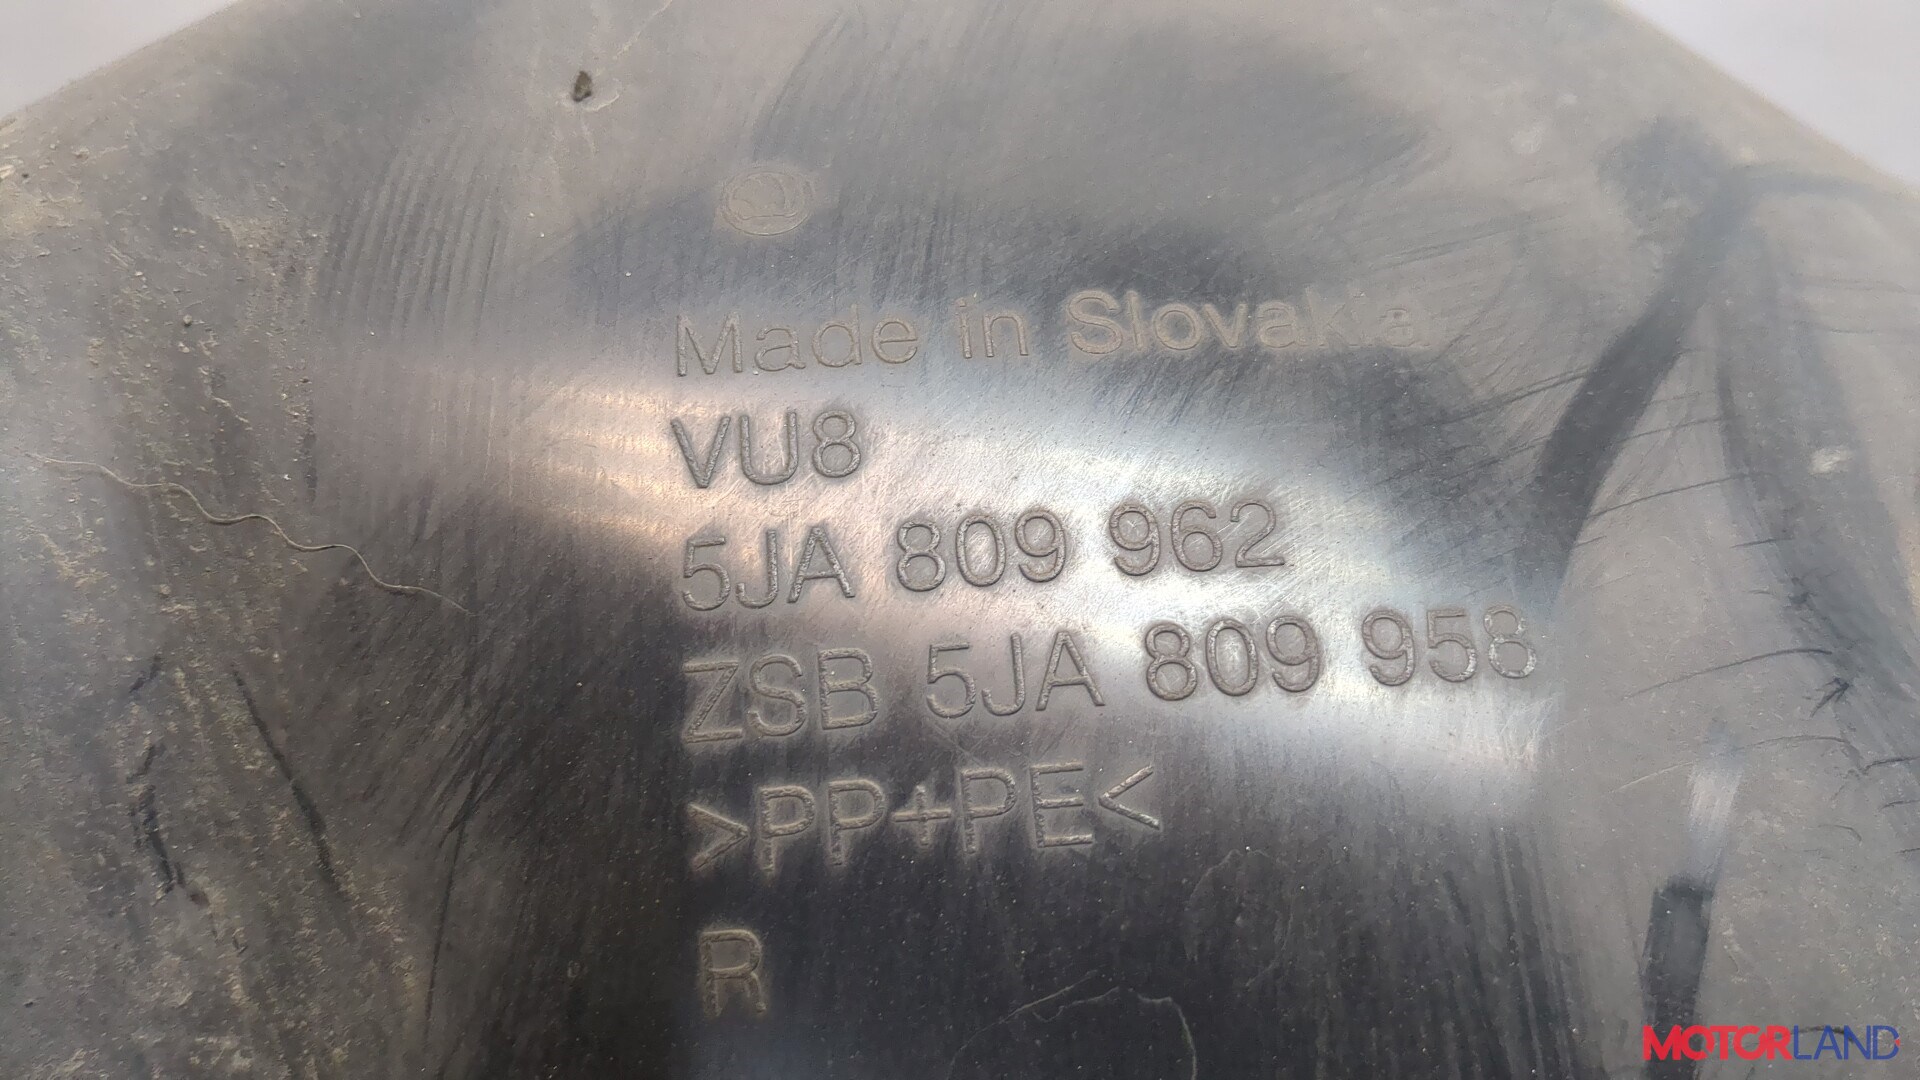 Made in Slovakia
VU8
5JA 809 962
ZSB 5JA 809 958
>PP+PE<
R
MOTORLAND